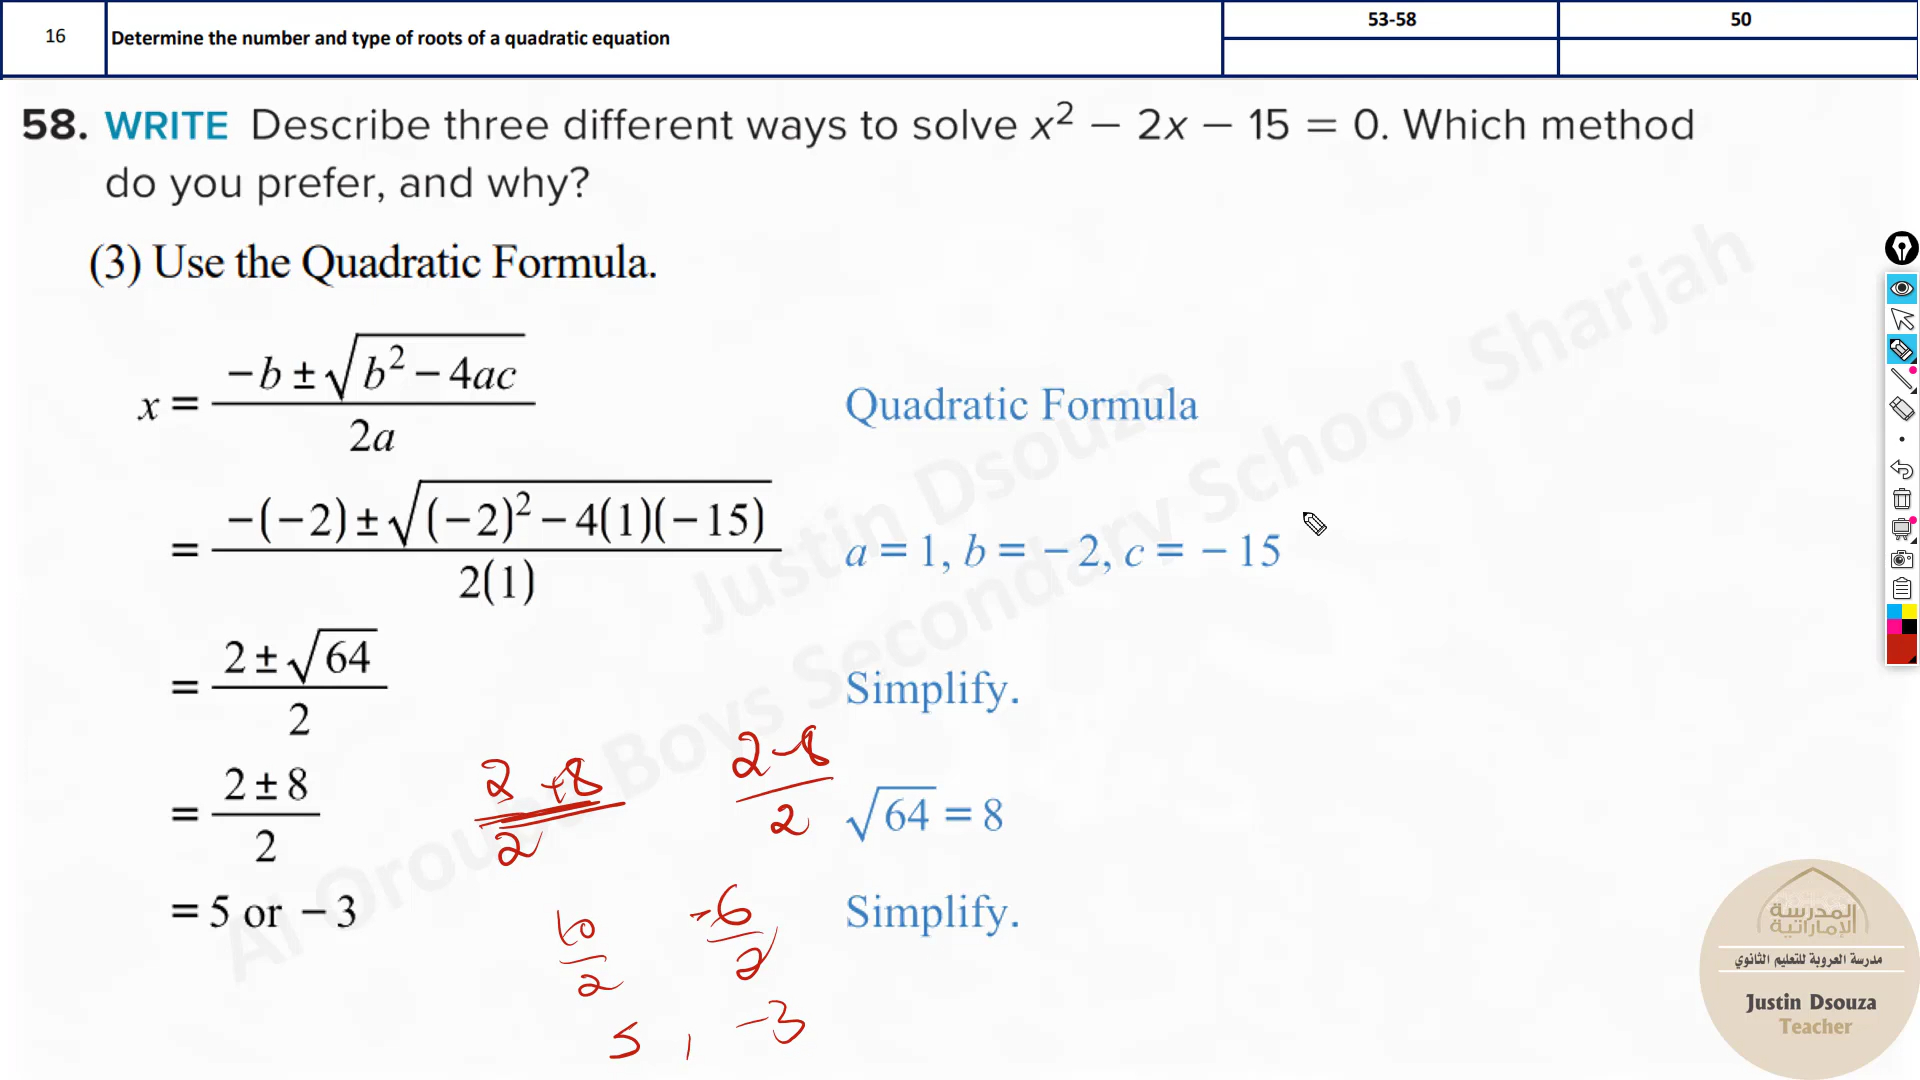 16 Determine the number and type of roots of a quadratic equation 53-58 50
58. WRITE Describe three different ways to solve x² − 2x − 15 = 0. Which method
do you prefer, and why?
(3) Use the Quadratic Formula.
x = (−b ± √(b² − 4ac)) / 2a Quadratic Formula
= (−(−2) ± √((−2)² − 4(1)(−15))) / 2(1) a = 1, b = −2, c = −15
= (2 ± √64) / 2 Simplify.
= (2 ± 8) / 2 √64 = 8
= 5 or −3 Simplify.
(2 +8) / 2 (2 −8) / 2
10 / 2 −6 / 2
5 , −3
Justin Dsouza
Al Orouba Boys Secondary School, Sharjah
المدرسة
الإماراتية
مدرسة العروبة للتعليم الثانوي
Justin Dsouza
Teacher